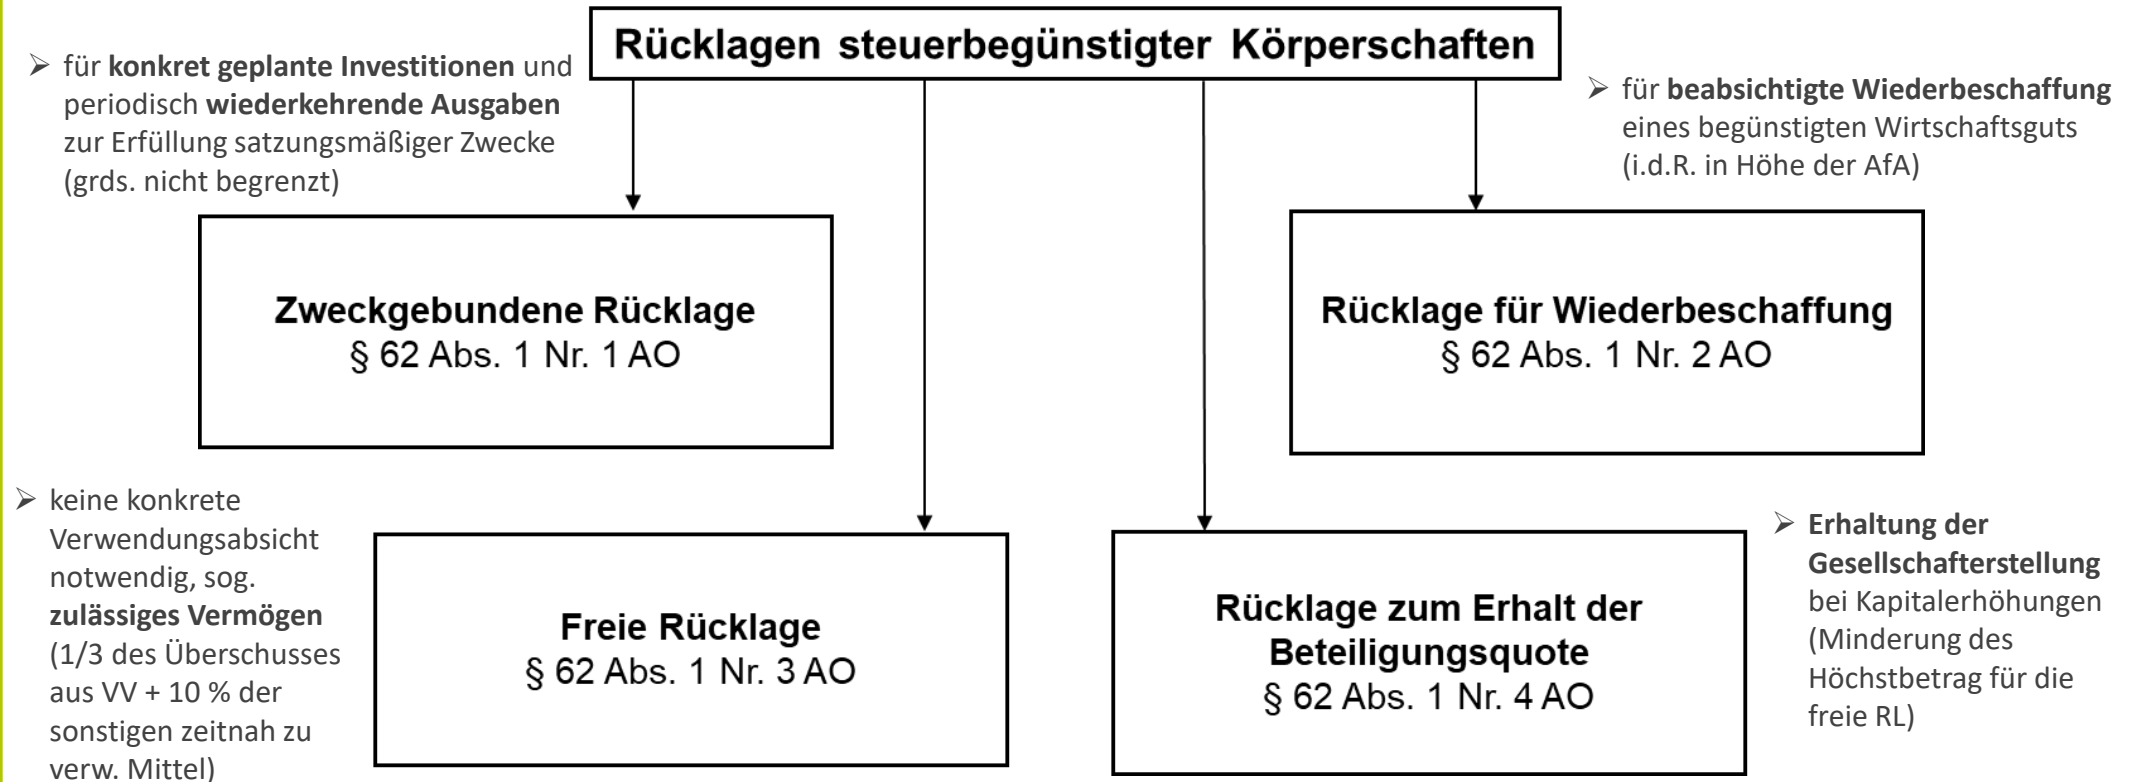 Rücklagen steuerbegünstigter Körperschaften
➢ für konkret geplante Investitionen und
periodisch wiederkehrende Ausgaben
zur Erfüllung satzungsmäßiger Zwecke
(grds. nicht begrenzt)
➢ für beabsichtigte Wiederbeschaffung
eines begünstigten Wirtschaftsguts
(i.d.R. in Höhe der AfA)
Zweckgebundene Rücklage
§ 62 Abs. 1 Nr. 1 AO
Rücklage für Wiederbeschaffung
§ 62 Abs. 1 Nr. 2 AO
➢ keine konkrete
Verwendungsabsicht
notwendig, sog.
zulässiges Vermögen
(1/3 des Überschusses
aus VV + 10 % der
sonstigen zeitnah zu
verw. Mittel)
Freie Rücklage
§ 62 Abs. 1 Nr. 3 AO
Rücklage zum Erhalt der
Beteiligungsquote
§ 62 Abs. 1 Nr. 4 AO
➢ Erhaltung der
Gesellschafterstellung
bei Kapitalerhöhungen
(Minderung des
Höchstbetrag für die
freie RL)